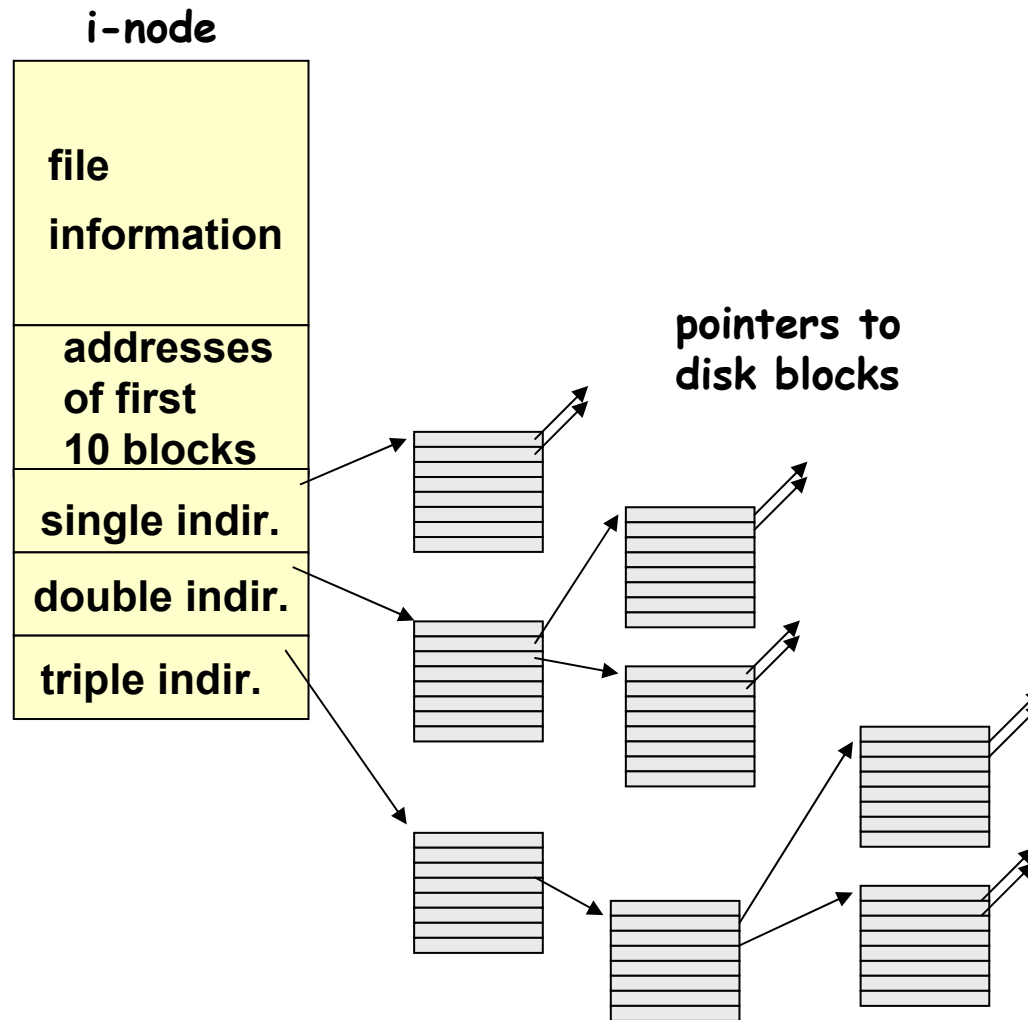 i-node
file
information
addresses
of first
10 blocks
single indir.
double indir.
triple indir.
pointers to
disk blocks